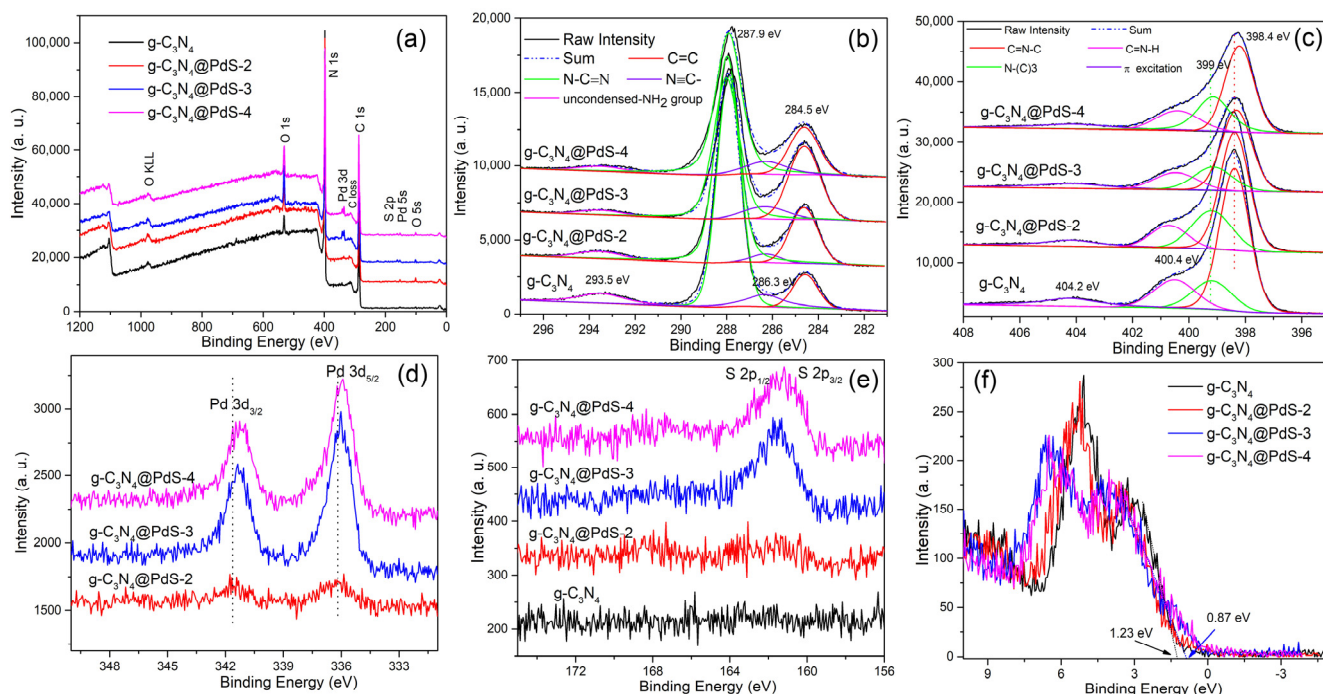 (a)
g-C3N4
g-C3N4@PdS-2
g-C3N4@PdS-3
g-C3N4@PdS-4
O KLL
O 1s
N 1s
Pd 3d
C loss
C 1s
S 2p
Pd 5s
O 5s
100,000
80,000
60,000
40,000
20,000
0
Intensity (a. u.)
1200 1000 800 600 400 200 0
Binding Energy (eV)
(b)
Raw Intensity
Sum C=C
N-C=N N≡C-
uncondensed-NH2 group
287.9 eV
284.5 eV
g-C3N4@PdS-4
g-C3N4@PdS-3
g-C3N4@PdS-2
g-C3N4
293.5 eV
286.3 eV
20,000
15,000
10,000
5,000
0
Intensity (a. u.)
296 294 292 290 288 286 284 282
Binding Energy (eV)
(c)
Raw Intensity Sum
C=N-C C=N-H
N-(C)3 π excitation
398.4 eV
399 eV
g-C3N4@PdS-4
g-C3N4@PdS-3
g-C3N4@PdS-2
g-C3N4
404.2 eV
400.4 eV
50,000
40,000
30,000
20,000
10,000
Intensity (a. u.)
408 406 404 402 400 398 396
Binding Energy (eV)
(d)
Pd 3d5/2
Pd 3d3/2
g-C3N4@PdS-4
g-C3N4@PdS-3
g-C3N4@PdS-2
3000
2500
2000
1500
Intensity (a. u.)
348 345 342 339 336 333
Binding Energy (eV)
(e)
S 2p1/2 S 2p3/2
g-C3N4@PdS-4
g-C3N4@PdS-3
g-C3N4@PdS-2
g-C3N4
700
600
500
400
300
200
Intensity (a. u.)
172 168 164 160 156
Binding Energy (eV)
(f)
g-C3N4
g-C3N4@PdS-2
g-C3N4@PdS-3
g-C3N4@PdS-4
1.23 eV
0.87 eV
300
250
200
150
100
50
0
Intensity (a. u.)
9 6 3 0 -3
Binding Energy (eV)